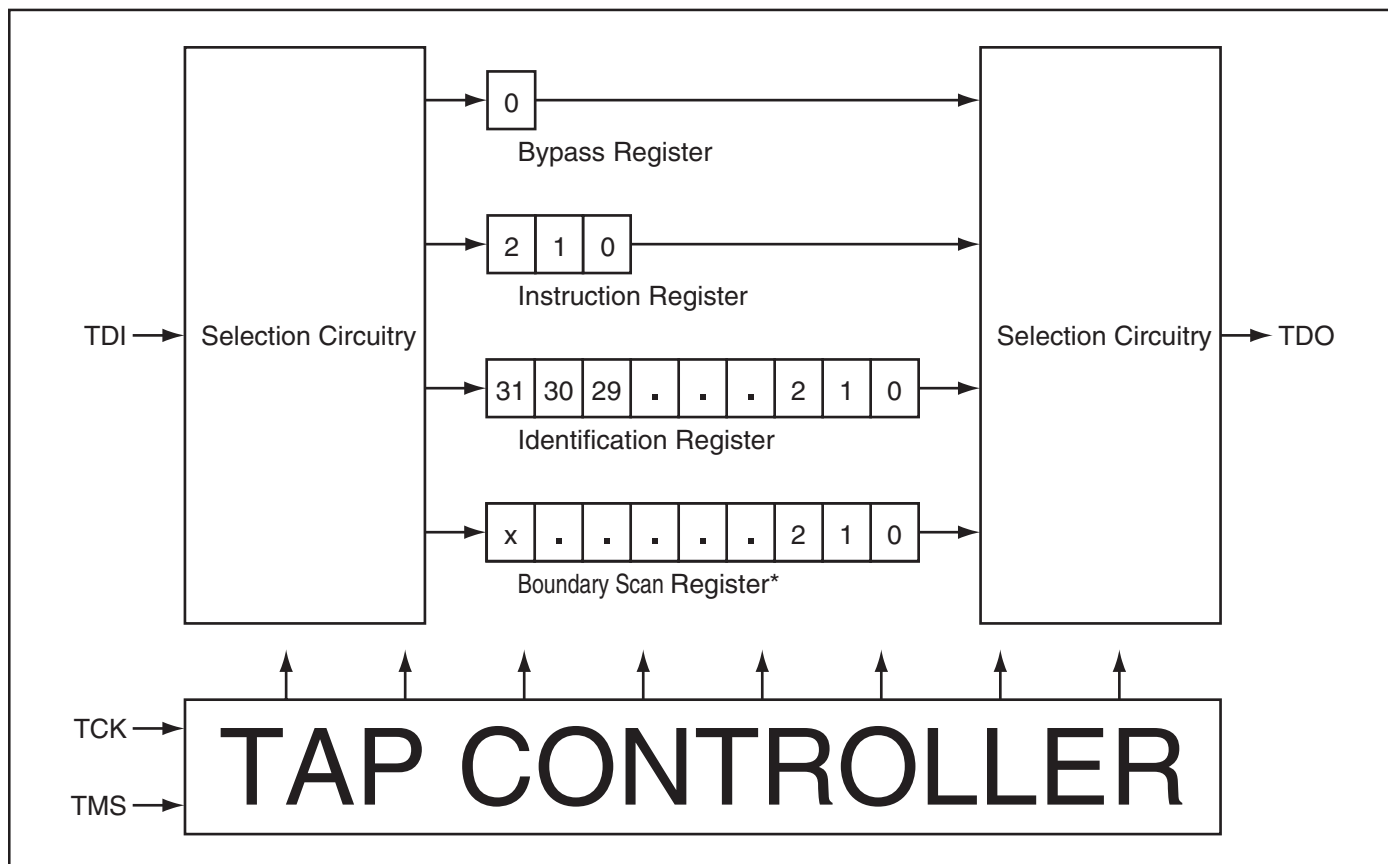 0
Bypass Register
2 1 0
Instruction Register
TDI
Selection Circuitry
Selection Circuitry
TDO
31 30 29 . . . 2 1 0
Identification Register
x . . . . . 2 1 0
Boundary Scan Register*
TCK
TAP CONTROLLER
TMS